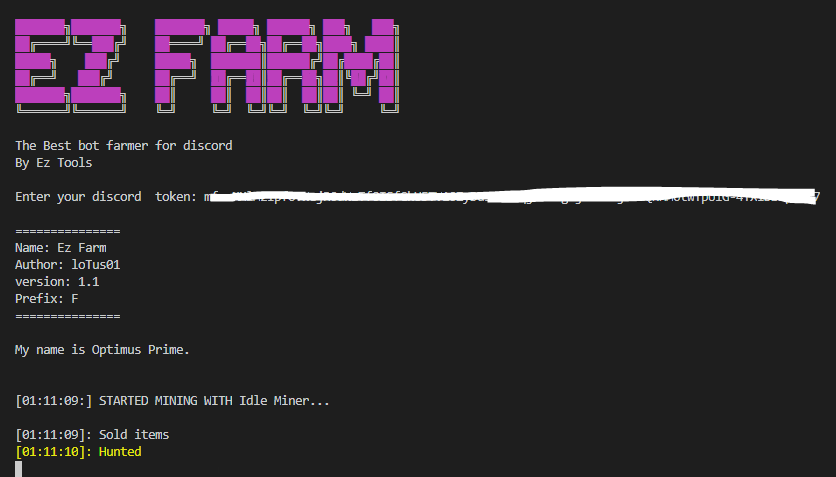 EZ FARM
The Best bot farmer for discord
By Ez Tools
Enter your discord  token:
===============
Name: Ez Farm
Author: loTus01
version: 1.1
Prefix: F
===============
My name is Optimus Prime.
[01:11:09:] STARTED MINING WITH Idle Miner...
[01:11:09]: Sold items
[01:11:10]: Hunted